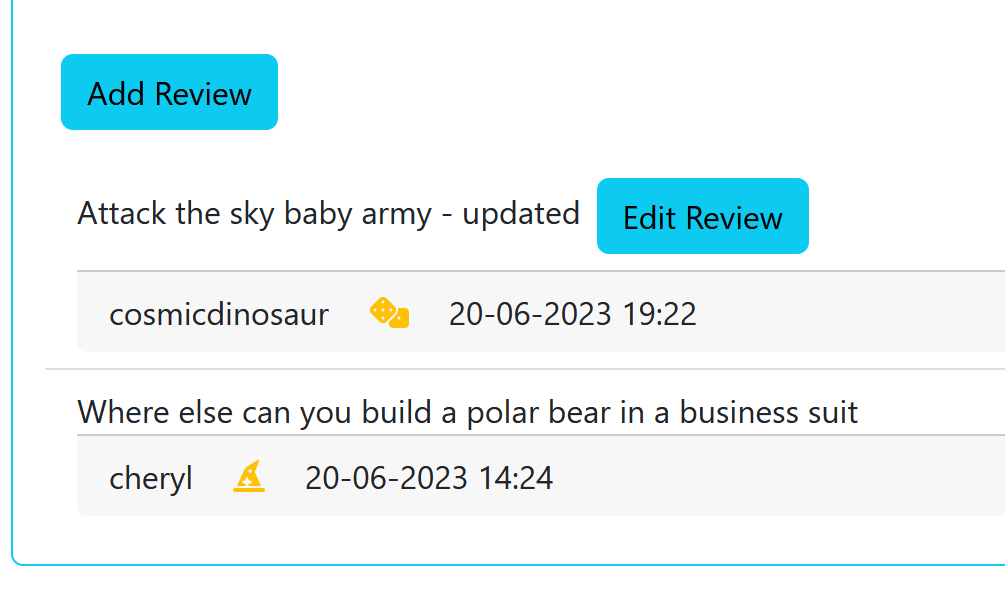 Add Review
Attack the sky baby army - updated Edit Review
cosmicdinosaur 20-06-2023 19:22
Where else can you build a polar bear in a business suit
cheryl 20-06-2023 14:24